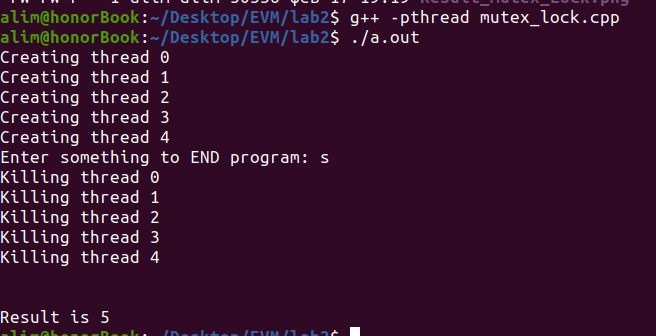 Result_Mutex_Lock.png
alim@honorBook:~/Desktop/EVM/lab2$ g++ -pthread mutex_lock.cpp
alim@honorBook:~/Desktop/EVM/lab2$ ./a.out
Creating thread 0
Creating thread 1
Creating thread 2
Creating thread 3
Creating thread 4
Enter something to END program: s
Killing thread 0
Killing thread 1
Killing thread 2
Killing thread 3
Killing thread 4
Result is 5
alim@honorBook:~/Desktop/EVM/lab2$